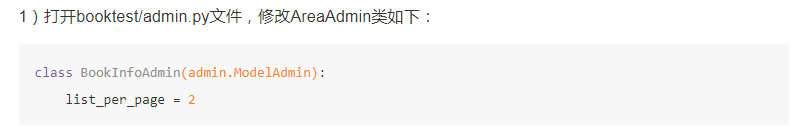 1）打开booktest/admin.py文件，修改AreaAdmin类如下：
class BookInfoAdmin(admin.ModelAdmin):
    list_per_page = 2